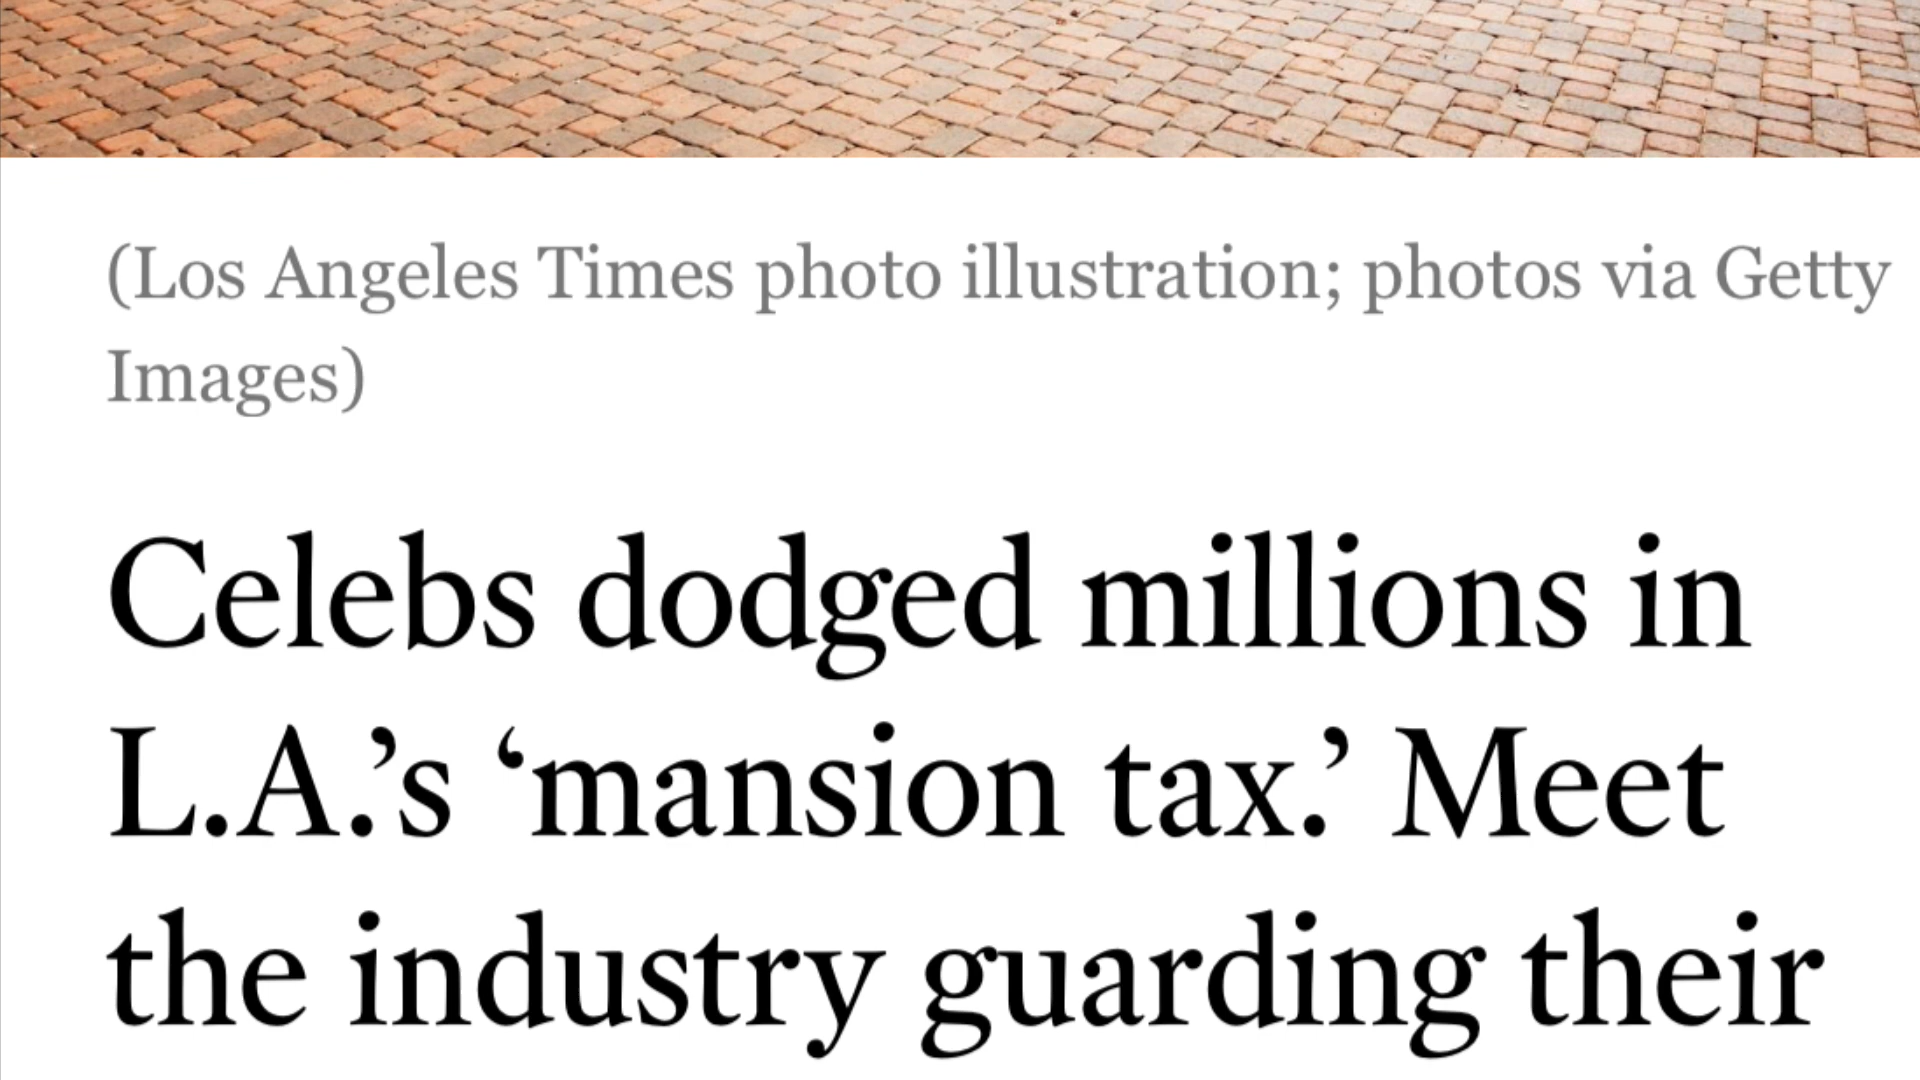 (Los Angeles Times photo illustration; photos via Getty
Images)
Celebs dodged millions in
L.A.’s ‘mansion tax.’ Meet
the industry guarding their